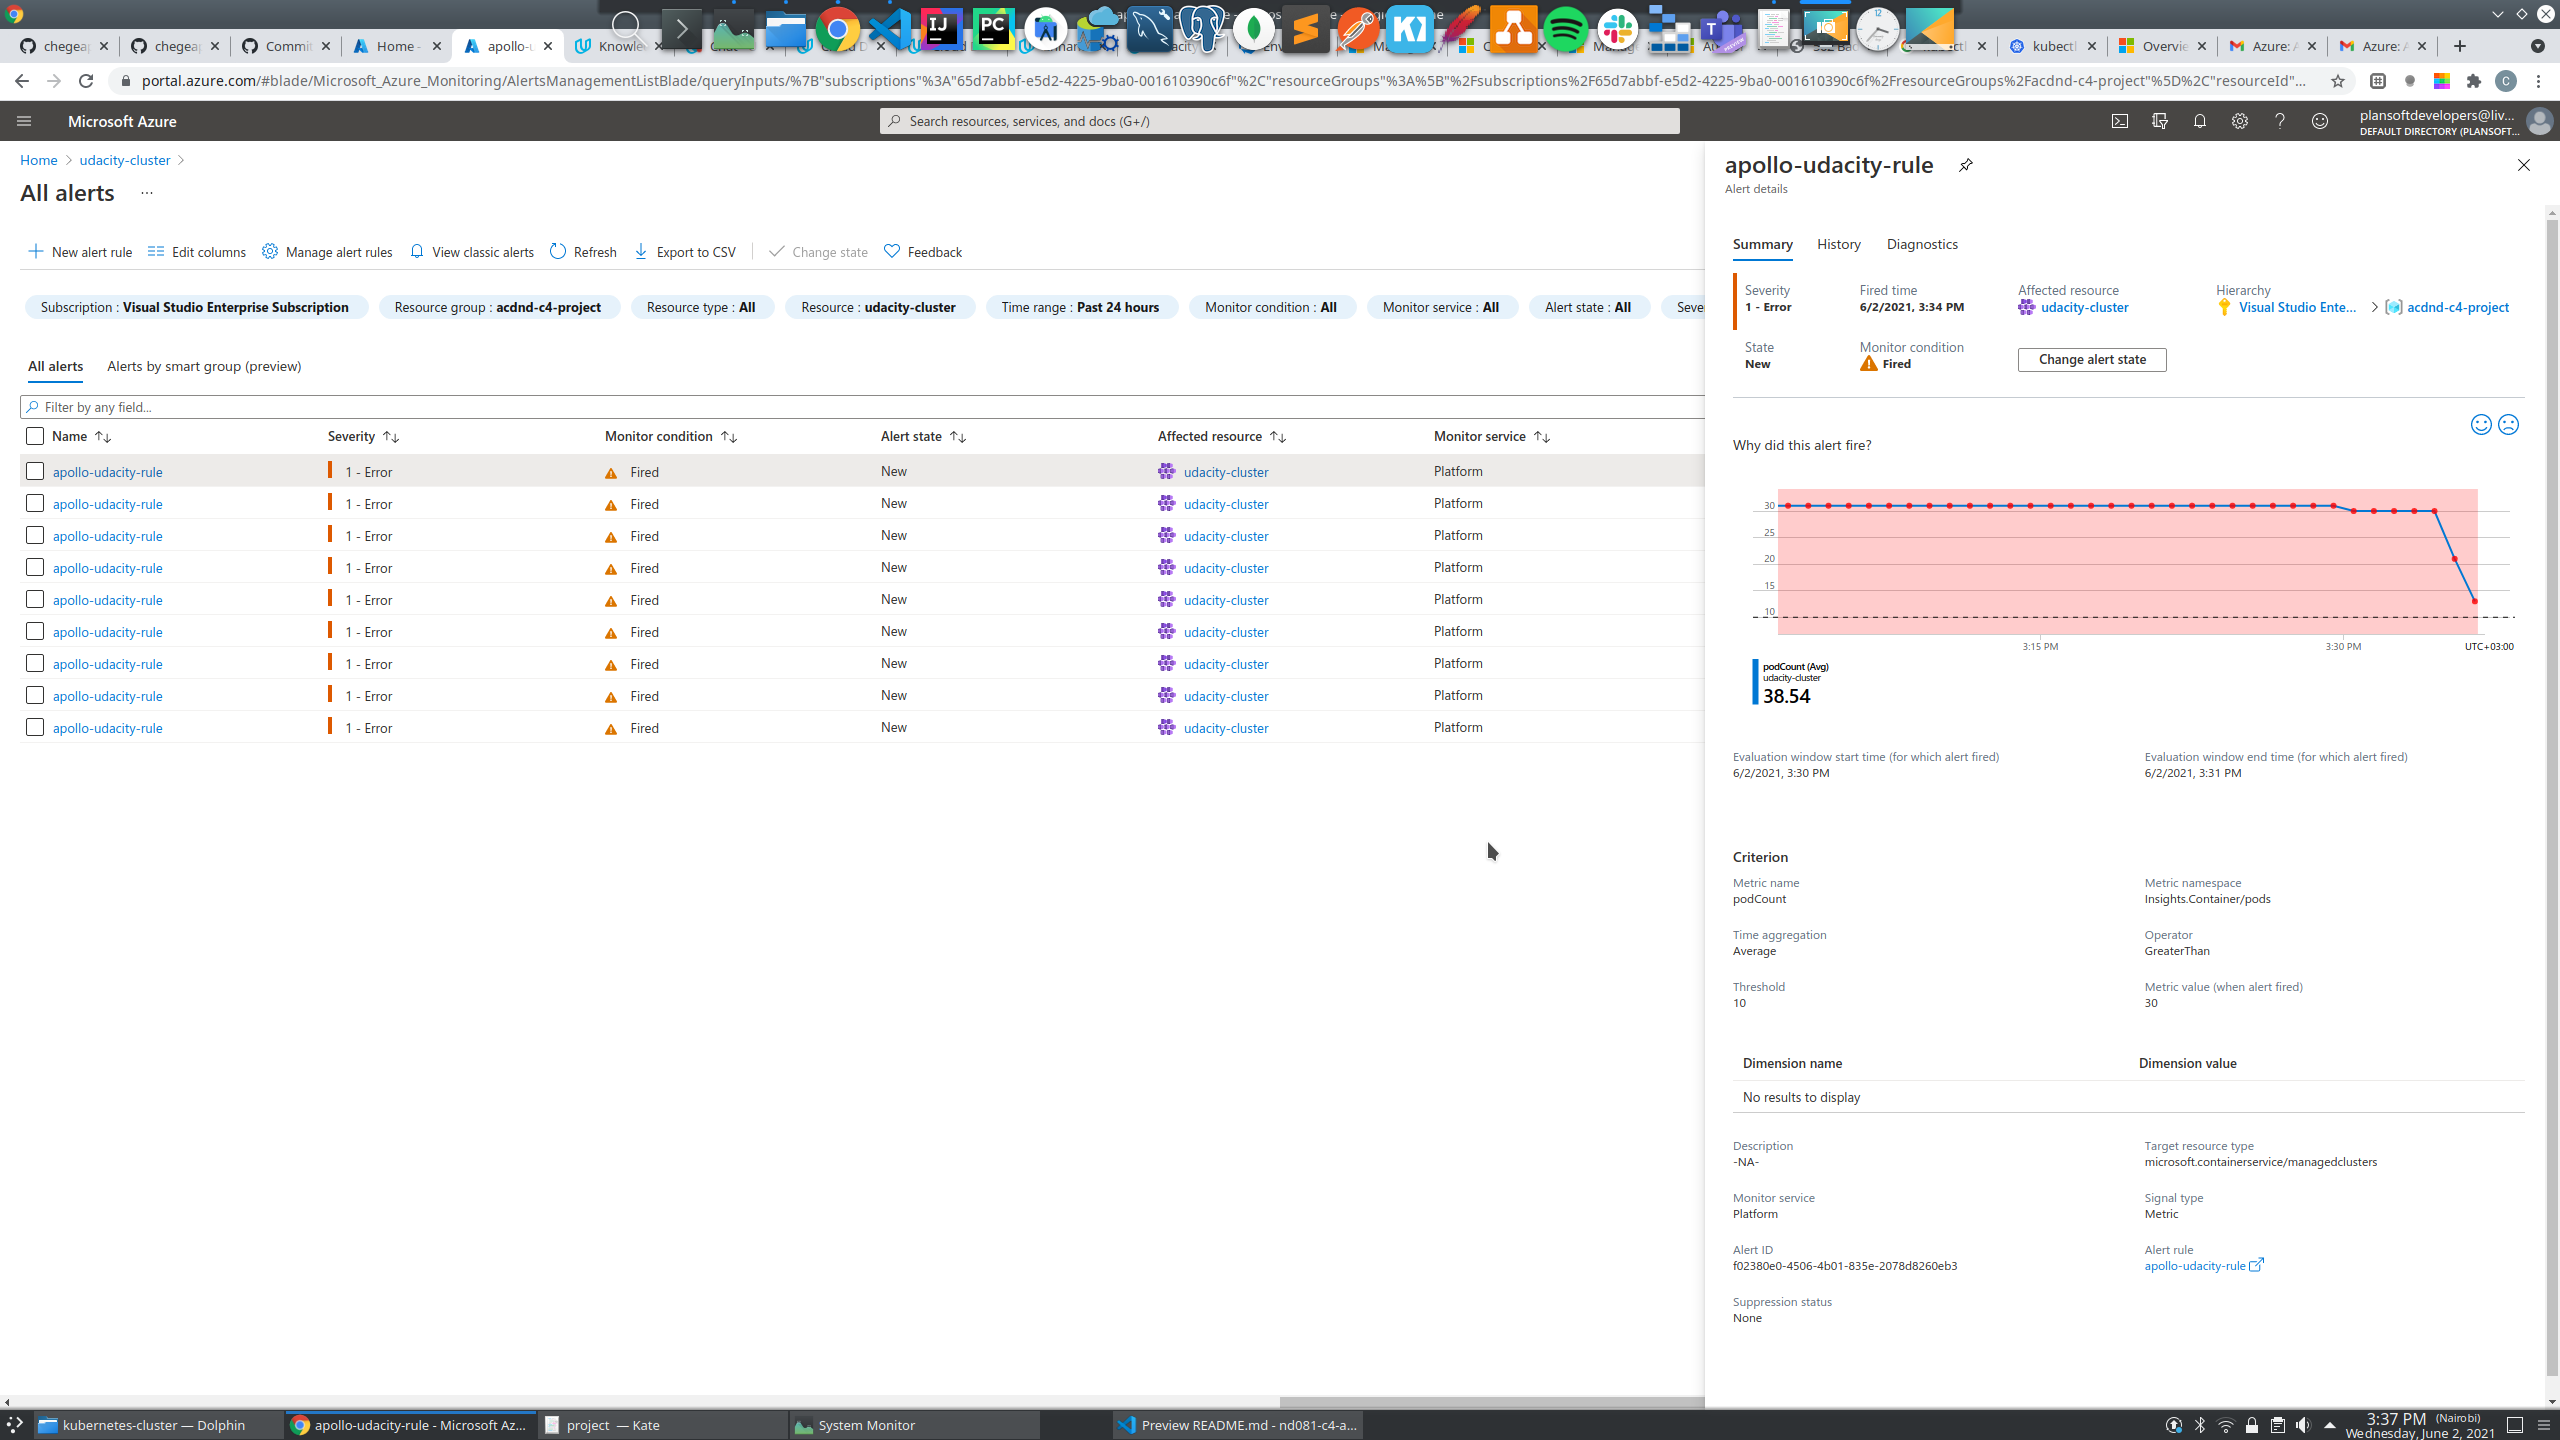 chegeap
chegeap
Commit
Home -
apollo-u
Knowle
kubectl
Overvie
Azure: A
Azure: A
portal.azure.com/#blade/Microsoft_Azure_Monitoring/AlertsManagementListBlade/queryInputs/%7B"subscriptions"%3A"65d7abbf-e5d2-4225-9ba0-001610390c6f"%2C"resourceGroups"%3A%5B"%2Fsubscriptions%2F65d7abbf-e5d2-4225-9ba0-001610390c6f%2FresourceGroups%2Facdnd-c4-project"%5D%2C"resourceId"...
Microsoft Azure
Search resources, services, and docs (G+/)
plansoftdevelopers@liv...
DEFAULT DIRECTORY (PLANSOFT...
Home > udacity-cluster >
All alerts ...
New alert rule
Edit columns
Manage alert rules
View classic alerts
Refresh
Export to CSV
Change state
Feedback
Subscription : Visual Studio Enterprise Subscription
Resource group : acdnd-c4-project
Resource type : All
Resource : udacity-cluster
Time range : Past 24 hours
Monitor condition : All
Monitor service : All
Alert state : All
Seve
All alerts
Alerts by smart group (preview)
Filter by any field...
Name Severity Monitor condition Alert state Affected resource Monitor service
apollo-udacity-rule 1 - Error Fired New udacity-cluster Platform
apollo-udacity-rule 1 - Error Fired New udacity-cluster Platform
apollo-udacity-rule 1 - Error Fired New udacity-cluster Platform
apollo-udacity-rule 1 - Error Fired New udacity-cluster Platform
apollo-udacity-rule 1 - Error Fired New udacity-cluster Platform
apollo-udacity-rule 1 - Error Fired New udacity-cluster Platform
apollo-udacity-rule 1 - Error Fired New udacity-cluster Platform
apollo-udacity-rule 1 - Error Fired New udacity-cluster Platform
apollo-udacity-rule 1 - Error Fired New udacity-cluster Platform
apollo-udacity-rule
Alert details
Summary History Diagnostics
Severity
1 - Error
Fired time
6/2/2021, 3:34 PM
Affected resource
udacity-cluster
Hierarchy
Visual Studio Ente... > acdnd-c4-project
State
New
Monitor condition
Fired
Change alert state
Why did this alert fire?
30
25
20
15
10
3:15 PM 3:30 PM UTC+03:00
podCount (Avg)
udacity-cluster
38.54
Evaluation window start time (for which alert fired)
6/2/2021, 3:30 PM
Evaluation window end time (for which alert fired)
6/2/2021, 3:31 PM
Criterion
Metric name
podCount
Metric namespace
Insights.Container/pods
Time aggregation
Average
Operator
GreaterThan
Threshold
10
Metric value (when alert fired)
30
Dimension name Dimension value
No results to display
Description
-NA-
Target resource type
microsoft.containerservice/managedclusters
Monitor service
Platform
Signal type
Metric
Alert ID
f02380e0-4506-4b01-835e-2078d8260eb3
Alert rule
apollo-udacity-rule
Suppression status
None
kubernetes-cluster — Dolphin
apollo-udacity-rule - Microsoft Az...
project — Kate
System Monitor
Preview README.md - nd081-c4-a...
3:37 PM (Nairobi)
Wednesday, June 2, 2021